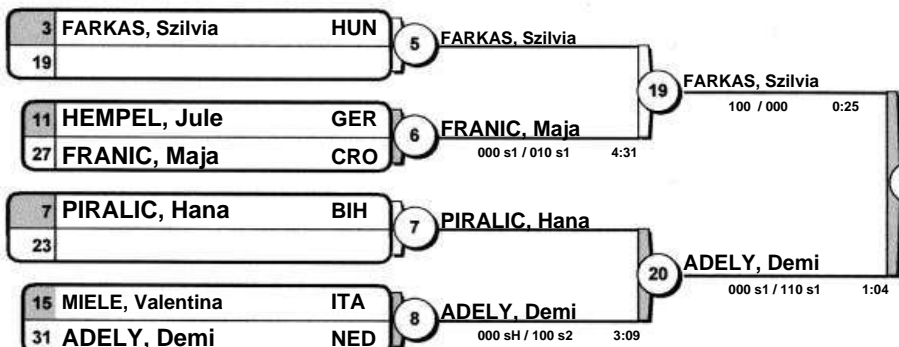 3 FARKAS, Szilvia HUN
19
5
FARKAS, Szilvia
11 HEMPEL, Jule GER
27 FRANIC, Maja CRO
6
FRANIC, Maja
000 s1 / 010 s1 4:31
19
FARKAS, Szilvia
100 / 000 0:25
7 PIRALIC, Hana BIH
23
7
PIRALIC, Hana
15 MIELE, Valentina ITA
31 ADELY, Demi NED
8
ADELY, Demi
000 sH / 100 s2 3:09
20
ADELY, Demi
000 s1 / 110 s1 1:04